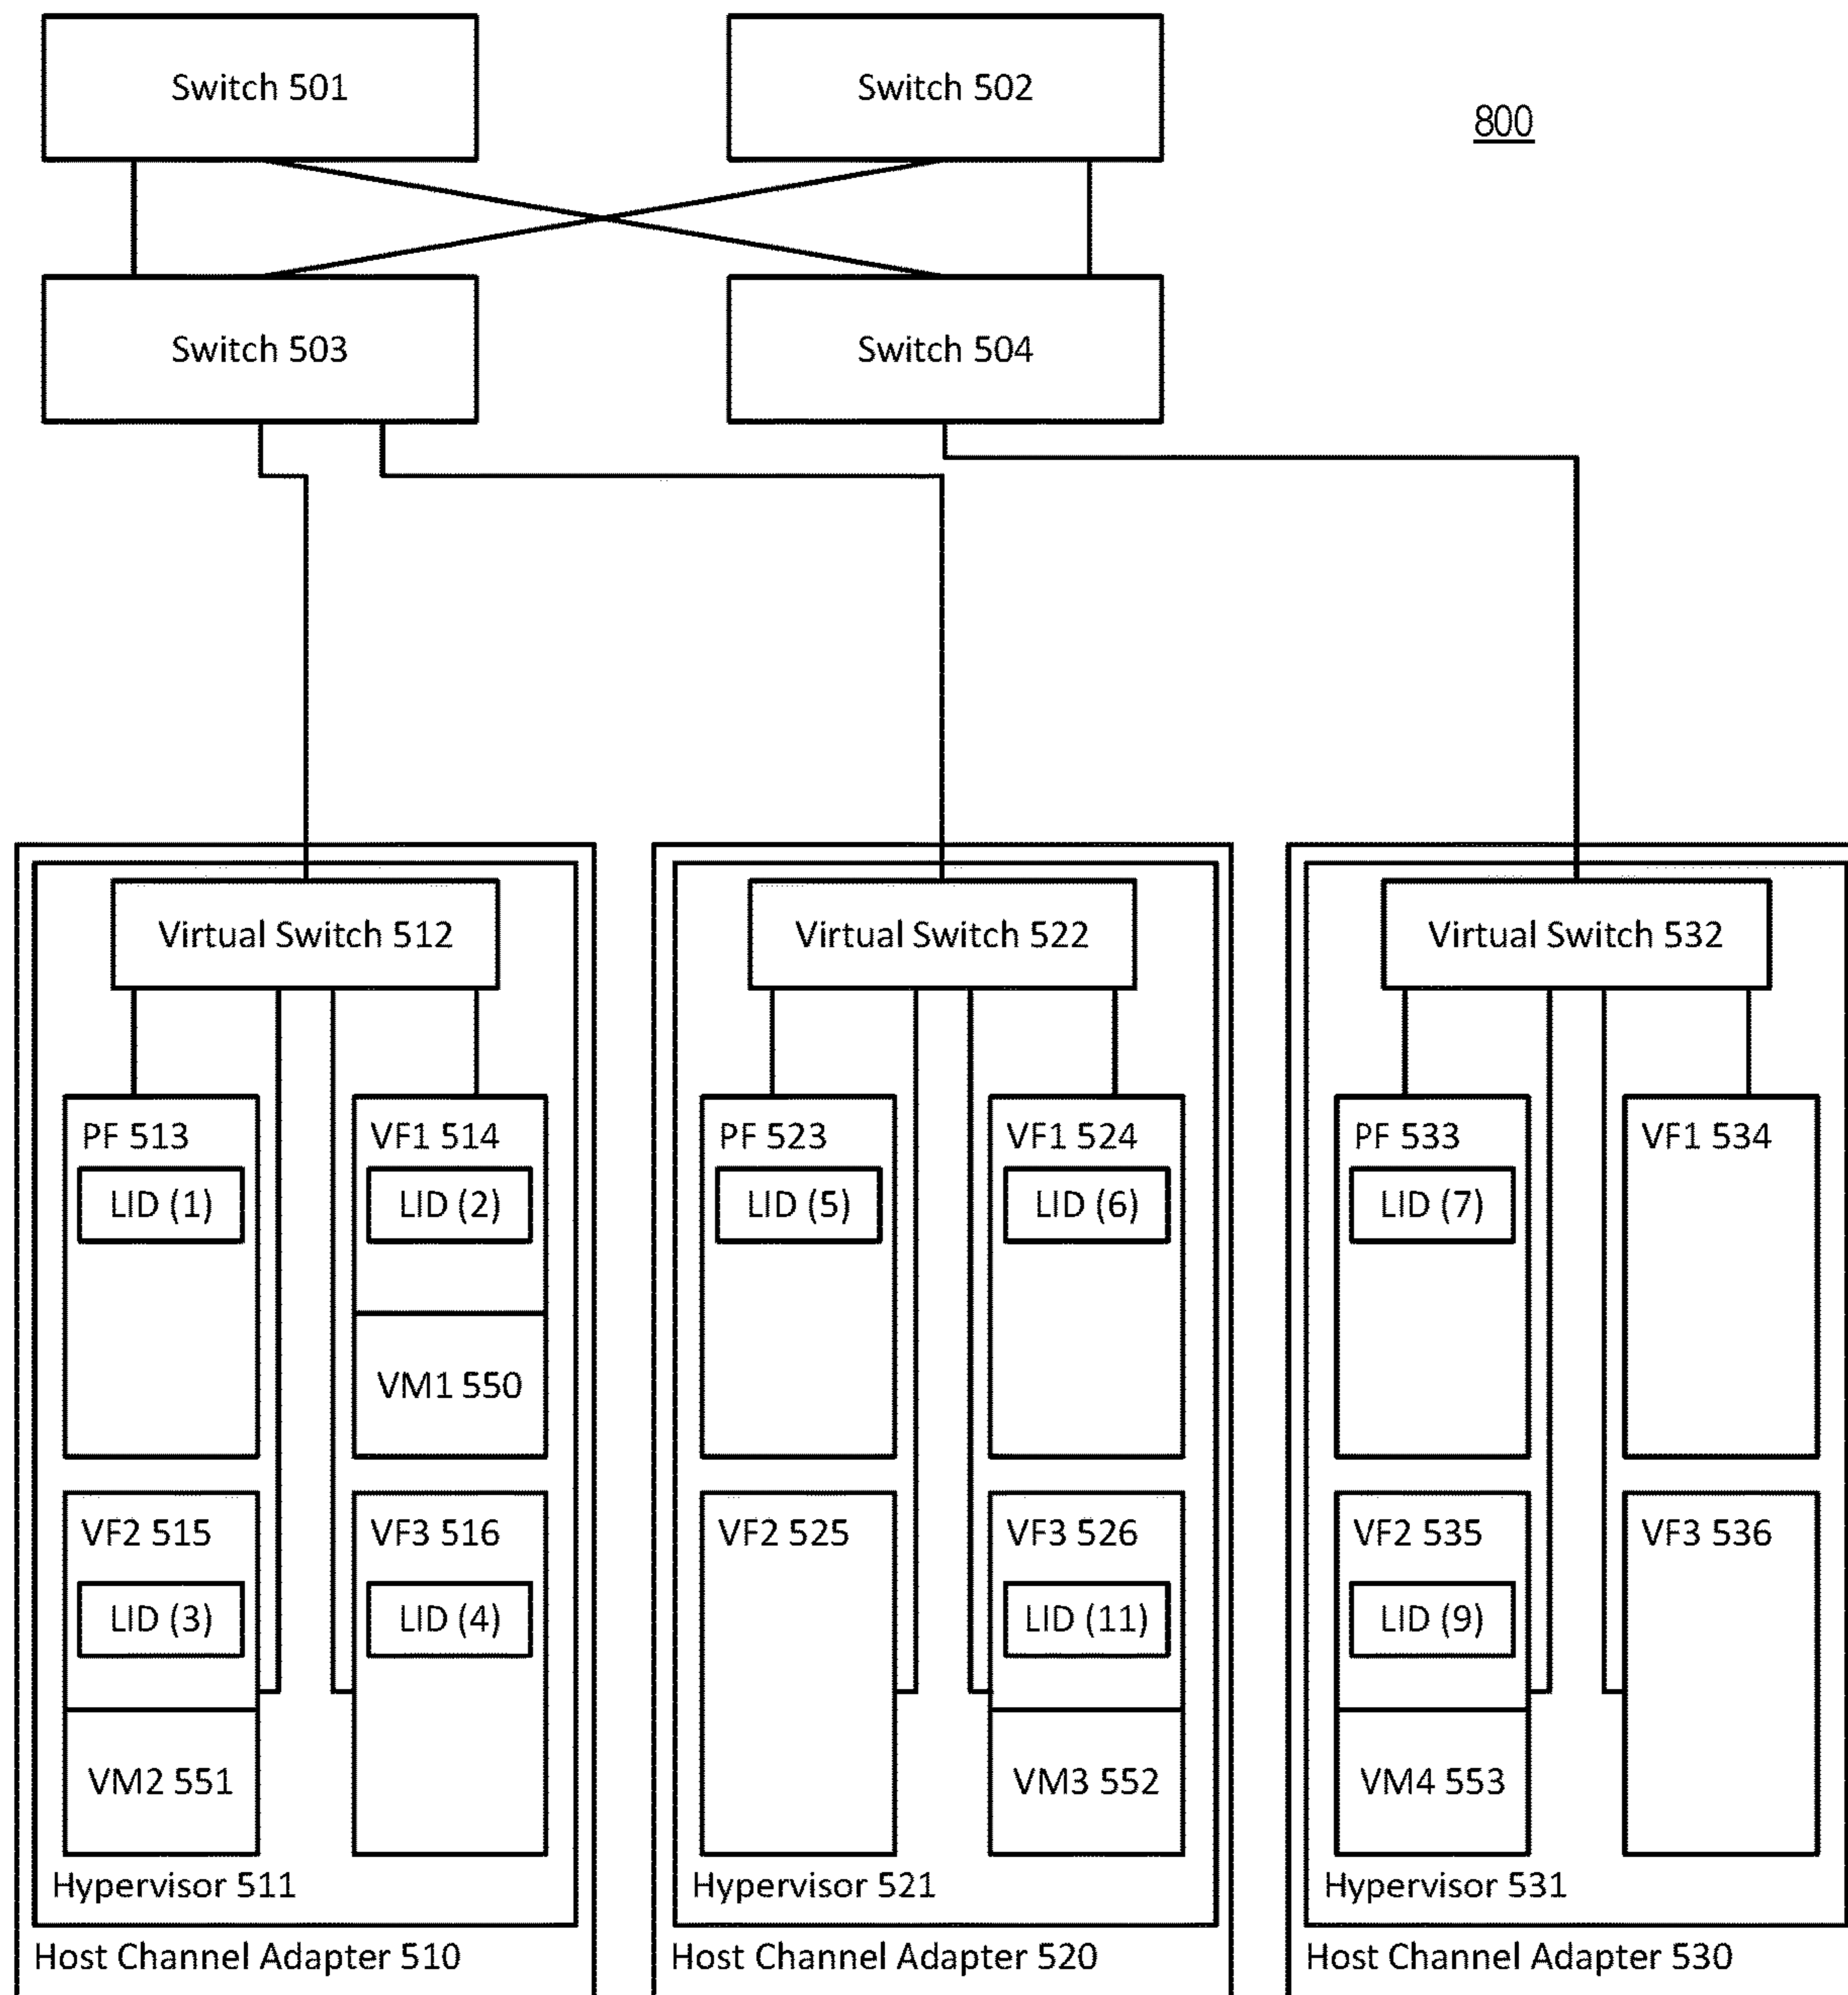 Switch 501
Switch 502
800
Switch 503
Switch 504
Virtual Switch 512
Virtual Switch 522
Virtual Switch 532
PF 513
LID (1)
VF1 514
LID (2)
VM1 550
VF2 515
LID (3)
VM2 551
VF3 516
LID (4)
Hypervisor 511
Host Channel Adapter 510
PF 523
LID (5)
VF1 524
LID (6)
VF2 525
VF3 526
LID (11)
VM3 552
Hypervisor 521
Host Channel Adapter 520
PF 533
LID (7)
VF1 534
VF2 535
LID (9)
VM4 553
VF3 536
Hypervisor 531
Host Channel Adapter 530